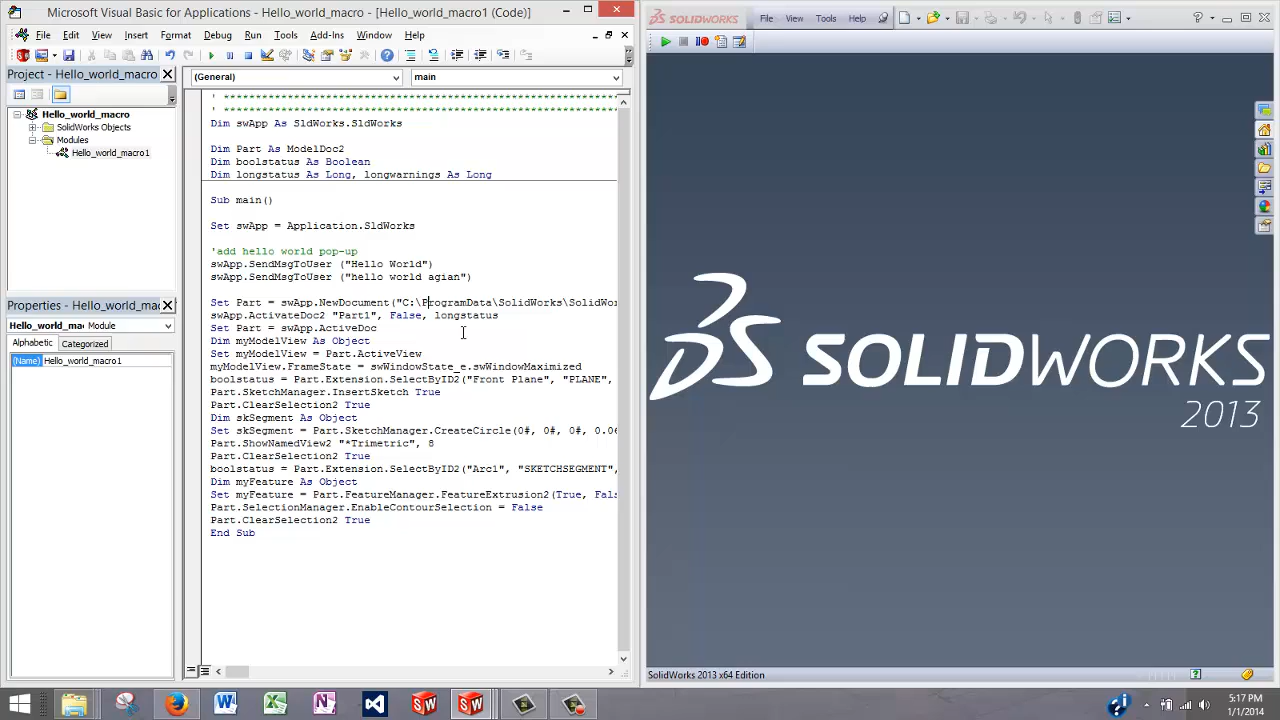 Microsoft Visual Basic for Applications - Hello_world_macro - [Hello_world_macro1 (Code)]
File Edit View Insert Format Debug Run Tools Add-Ins Window Help
Project - Hello_world_macro
Hello_world_macro
SolidWorks Objects
Modules
Hello_world_macro1
Properties - Hello_world_mac
Hello_world_ma Module
Alphabetic Categorized
(Name) Hello_world_macro1
(General) main
' ************************************************************
' ************************************************************
Dim swApp As SldWorks.SldWorks
Dim Part As ModelDoc2
Dim boolstatus As Boolean
Dim longstatus As Long, longwarnings As Long
Sub main()
Set swApp = Application.SldWorks
'add hello world pop-up
swApp.SendMsgToUser ("Hello World")
swApp.SendMsgToUser ("hello world agian")
Set Part = swApp.NewDocument("C:\ProgramData\SolidWorks\SolidWor
swApp.ActivateDoc2 "Part1", False, longstatus
Set Part = swApp.ActiveDoc
Dim myModelView As Object
Set myModelView = Part.ActiveView
myModelView.FrameState = swWindowState_e.swWindowMaximized
boolstatus = Part.Extension.SelectByID2("Front Plane", "PLANE",
Part.SketchManager.InsertSketch True
Part.ClearSelection2 True
Dim skSegment As Object
Set skSegment = Part.SketchManager.CreateCircle(0#, 0#, 0#, 0.06
Part.ShowNamedView2 "*Trimetric", 8
Part.ClearSelection2 True
boolstatus = Part.Extension.SelectByID2("Arc1", "SKETCHSEGMENT",
Dim myFeature As Object
Set myFeature = Part.FeatureManager.FeatureExtrusion2(True, Fals
Part.SelectionManager.EnableContourSelection = False
Part.ClearSelection2 True
End Sub
SOLIDWORKS File View Tools Help
SOLIDWORKS
2013
SolidWorks 2013 x64 Edition
5:17 PM
1/1/2014